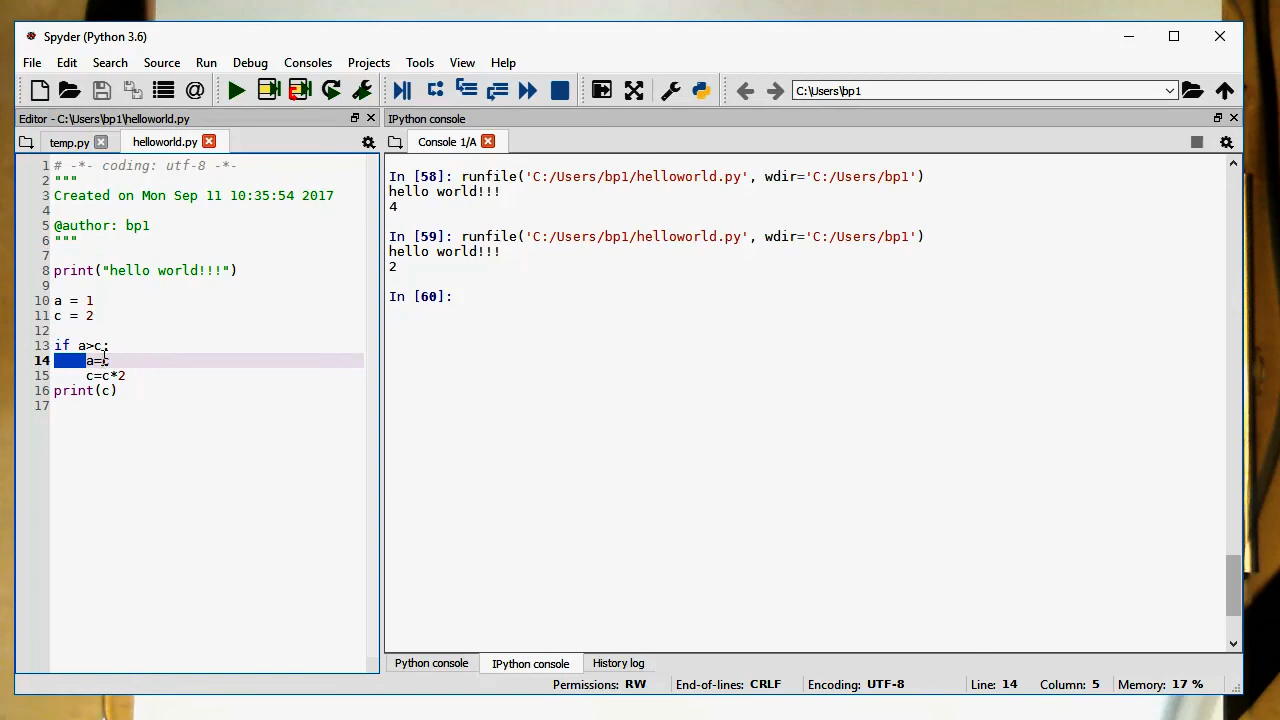 Spyder (Python 3.6)
File Edit Search Source Run Debug Consoles Projects Tools View Help
C:\Users\bp1
Editor - C:\Users\bp1\helloworld.py
temp.py helloworld.py
1 # -*- coding: utf-8 -*-
2 """
3 Created on Mon Sep 11 10:35:54 2017
4
5 @author: bp1
6 """
7
8 print("hello world!!!")
9
10 a = 1
11 c = 2
12
13 if a>c:
14 a=c
15 c=c*2
16 print(c)
17
IPython console
Console 1/A
In [58]: runfile('C:/Users/bp1/helloworld.py', wdir='C:/Users/bp1')
hello world!!!
4
In [59]: runfile('C:/Users/bp1/helloworld.py', wdir='C:/Users/bp1')
hello world!!!
2
In [60]:
Python console IPython console History log
Permissions: RW End-of-lines: CRLF Encoding: UTF-8 Line: 14 Column: 5 Memory: 17 %